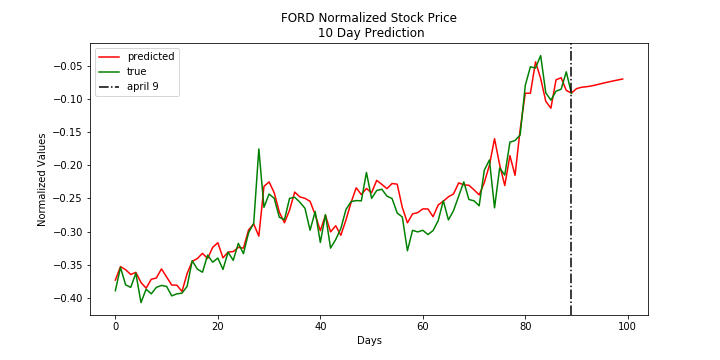 FORD Normalized Stock Price
10 Day Prediction
predicted
true
april 9
Normalized Values
−0.05
−0.10
−0.15
−0.20
−0.25
−0.30
−0.35
−0.40
0 20 40 60 80 100
Days